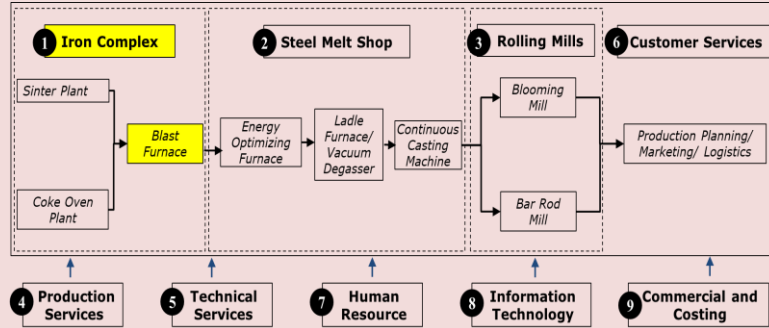 1 Iron Complex
2 Steel Melt Shop
3 Rolling Mills
6 Customer Services
Sinter Plant
Coke Oven
Plant
Blast
Furnace
Energy
Optimizing
Furnace
Ladle
Furnace/
Vacuum
Degasser
Continuous
Casting
Machine
Blooming
Mill
Bar Rod
Mill
Production Planning/
Marketing/ Logistics
4 Production
Services
5 Technical
Services
7 Human
Resource
8 Information
Technology
9 Commercial and
Costing